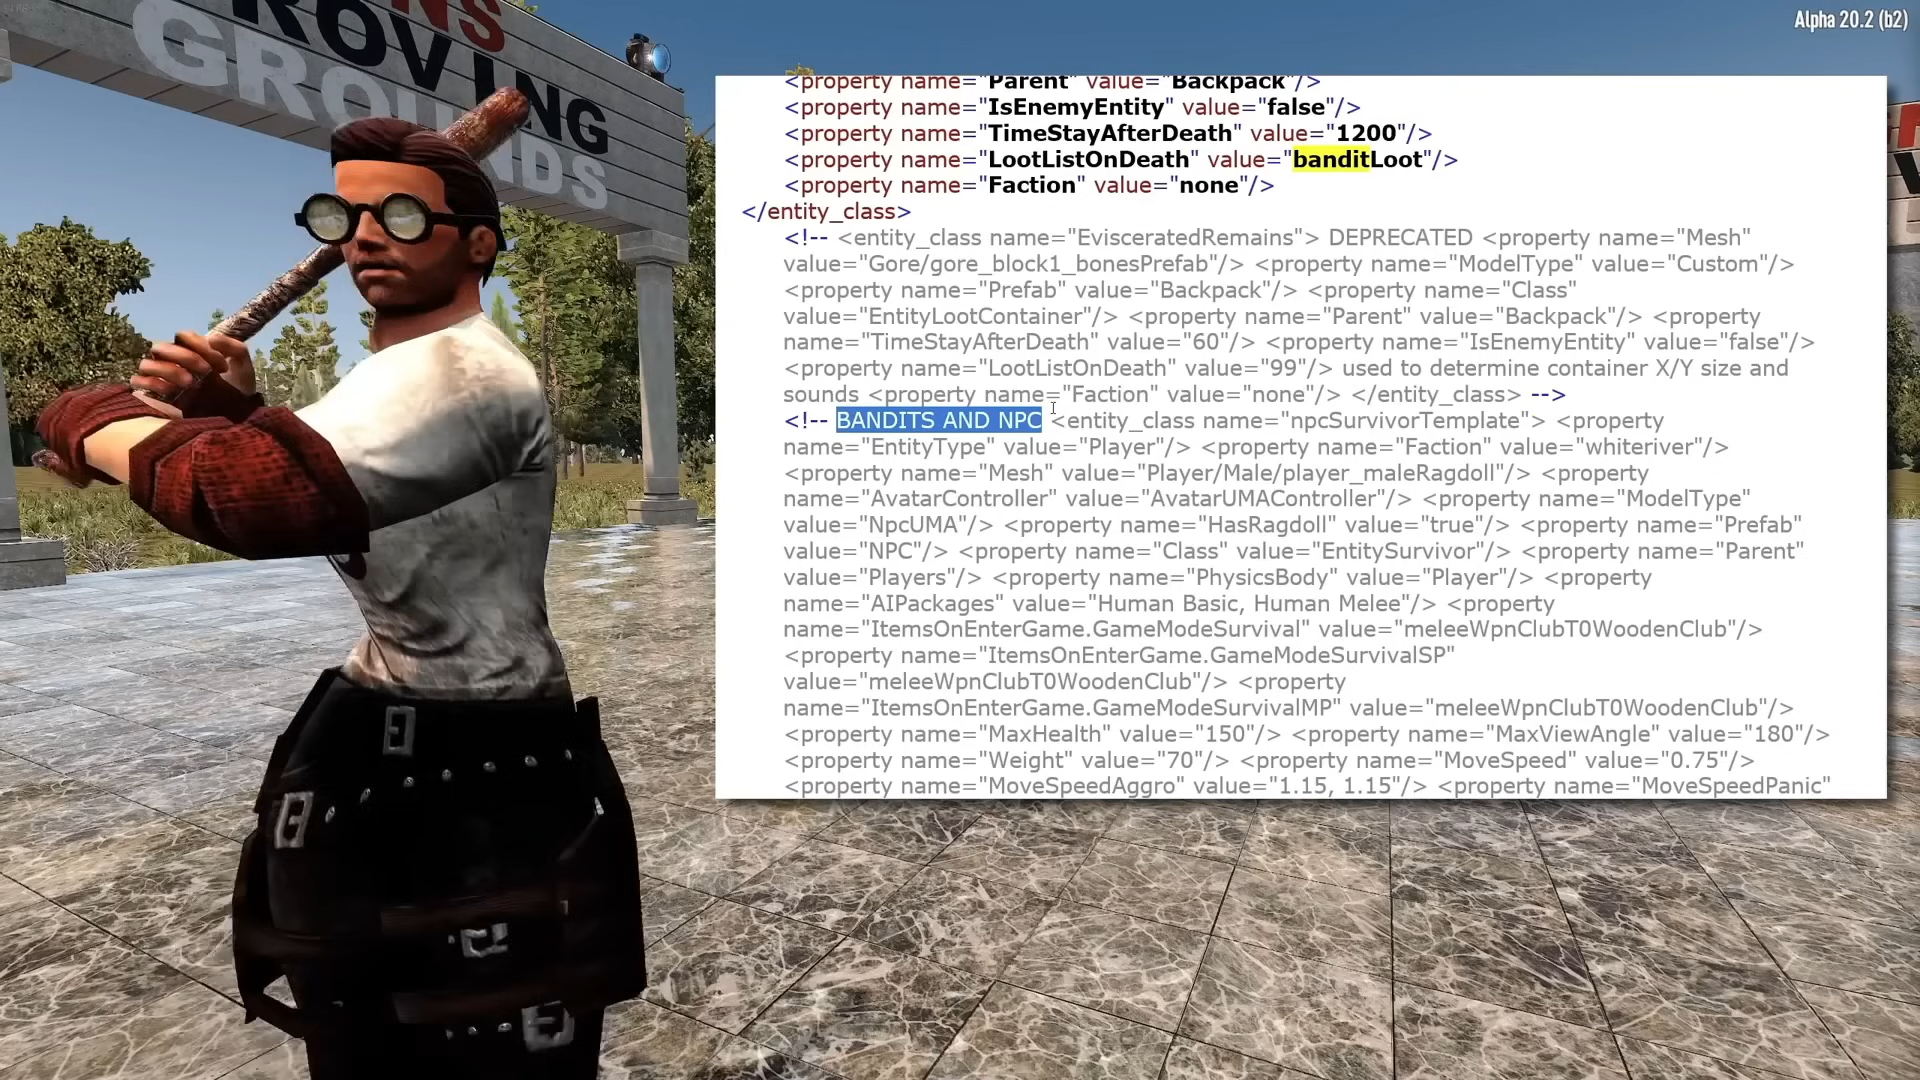 Alpha 20.2 (b2)
NS
ROVING
GROUNDS
<property name="Parent" value="Backpack"/>
<property name="IsEnemyEntity" value="false"/>
<property name="TimeStayAfterDeath" value="1200"/>
<property name="LootListOnDeath" value="banditLoot"/>
<property name="Faction" value="none"/>
</entity_class>
<!-- <entity_class name="EvisceratedRemains"> DEPRECATED <property name="Mesh"
value="Gore/gore_block1_bonesPrefab"/> <property name="ModelType" value="Custom"/>
<property name="Prefab" value="Backpack"/> <property name="Class"
value="EntityLootContainer"/> <property name="Parent" value="Backpack"/> <property
name="TimeStayAfterDeath" value="60"/> <property name="IsEnemyEntity" value="false"/>
<property name="LootListOnDeath" value="99"/> used to determine container X/Y size and
sounds <property name="Faction" value="none"/> </entity_class> -->
<!-- BANDITS AND NPC <entity_class name="npcSurvivorTemplate"> <property
name="EntityType" value="Player"/> <property name="Faction" value="whiteriver"/>
<property name="Mesh" value="Player/Male/player_maleRagdoll"/> <property
name="AvatarController" value="AvatarUMAController"/> <property name="ModelType"
value="NpcUMA"/> <property name="HasRagdoll" value="true"/> <property name="Prefab"
value="NPC"/> <property name="Class" value="EntitySurvivor"/> <property name="Parent"
value="Players"/> <property name="PhysicsBody" value="Player"/> <property
name="AIPackages" value="Human Basic, Human Melee"/> <property
name="ItemsOnEnterGame.GameModeSurvival" value="meleeWpnClubT0WoodenClub"/>
<property name="ItemsOnEnterGame.GameModeSurvivalSP"
value="meleeWpnClubT0WoodenClub"/> <property
name="ItemsOnEnterGame.GameModeSurvivalMP" value="meleeWpnClubT0WoodenClub"/>
<property name="MaxHealth" value="150"/> <property name="MaxViewAngle" value="180"/>
<property name="Weight" value="70"/> <property name="MoveSpeed" value="0.75"/>
<property name="MoveSpeedAggro" value="1.15, 1.15"/> <property name="MoveSpeedPanic"